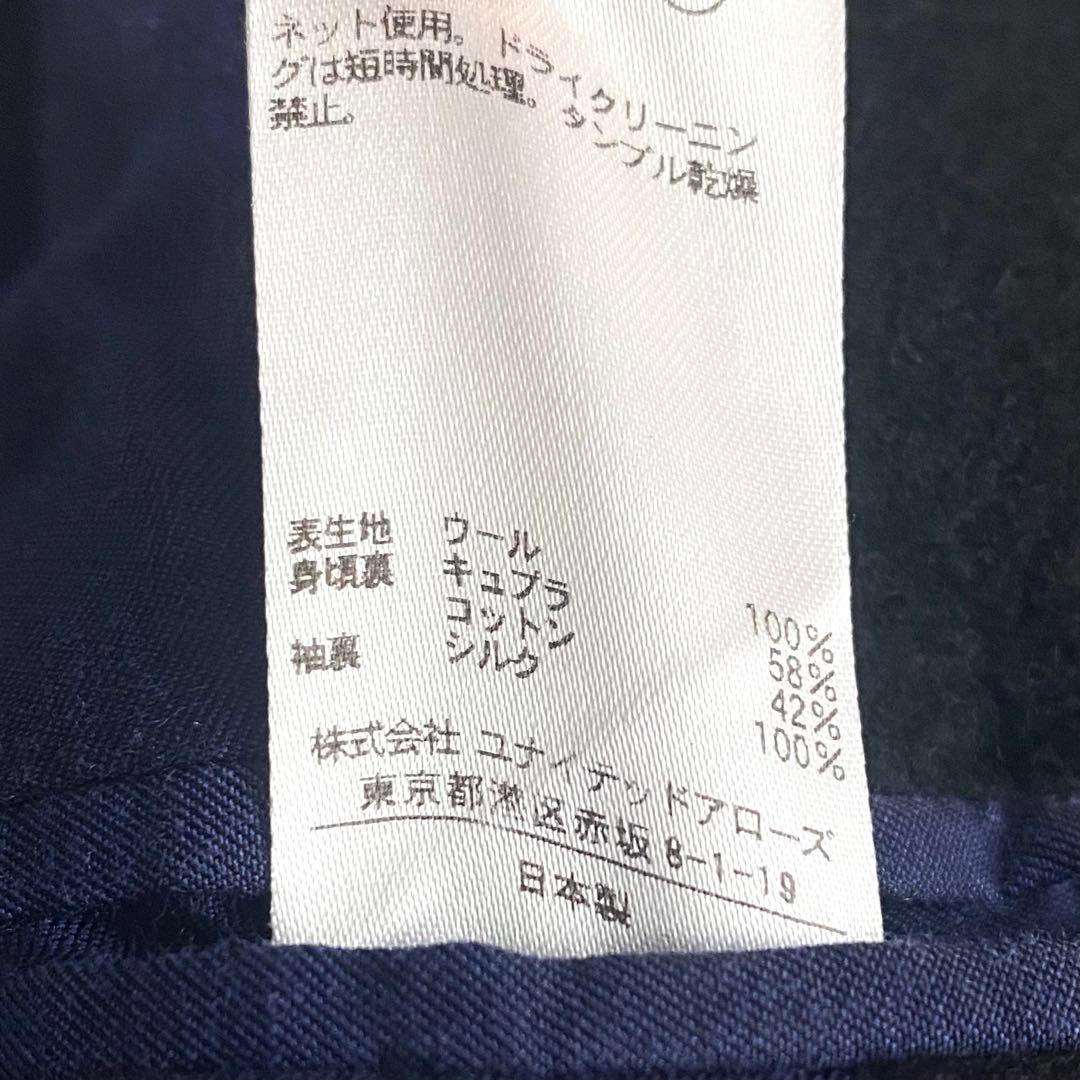 ネット使用。ドライクリーニン
グは短時間処理。タンブル乾燥
禁止。
表生地 ウール 100%
身頃裏 キュプラ 58%
コットン 42%
袖裏 シルク 100%
株式会社 ユナイテッドアローズ
東京都港区赤坂 8-1-19
日本製